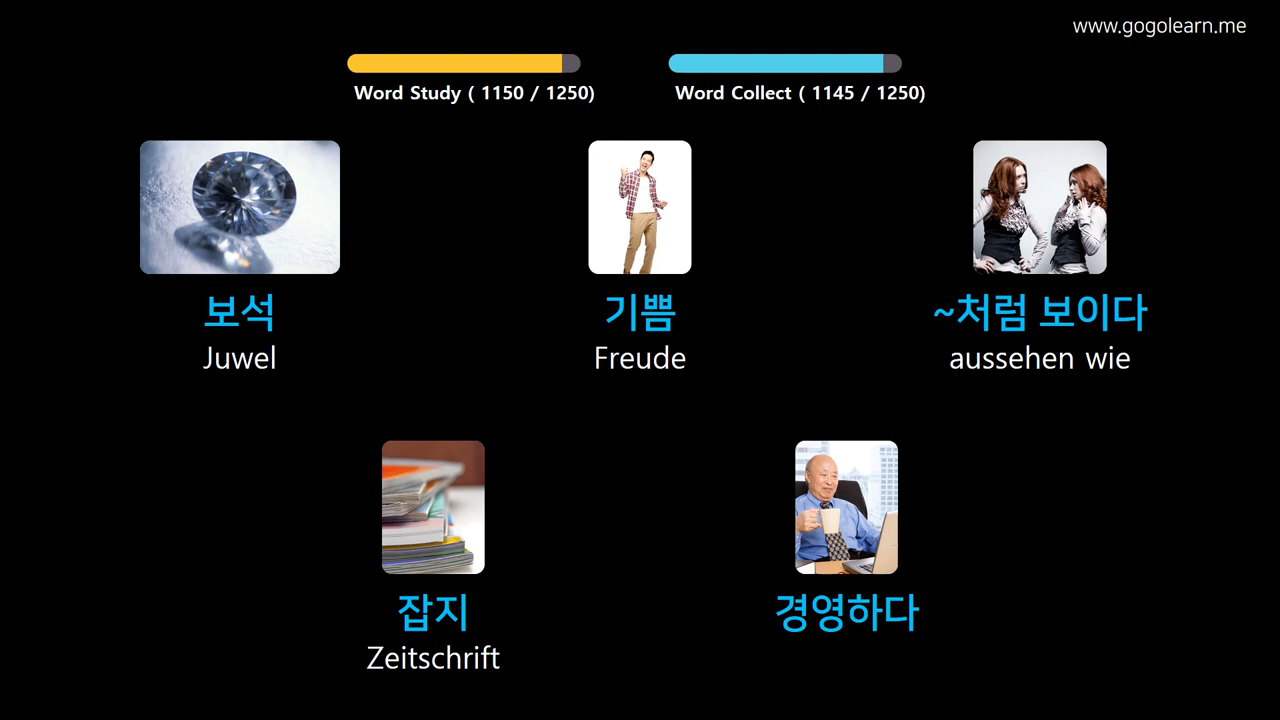 www.gogolearn.me
Word Study ( 1150 / 1250)
Word Collect ( 1145 / 1250)
보석
Juwel
기쁨
Freude
~처럼 보이다
aussehen wie
잡지
Zeitschrift
경영하다